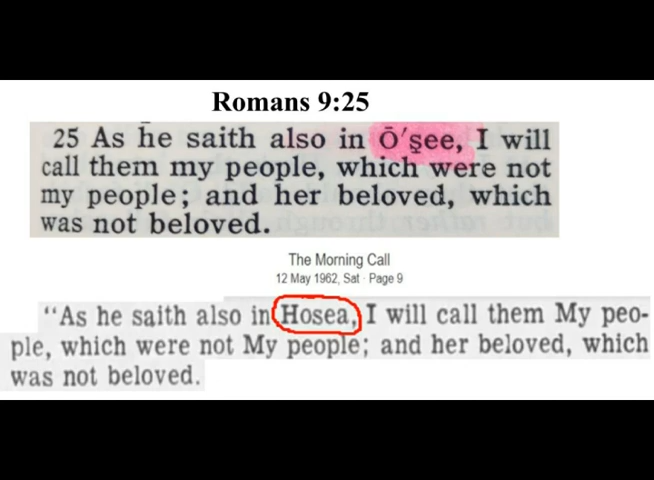 Romans 9:25
25 As he saith also in Ō′ṣee, I will
call them my people, which were not
my people; and her beloved, which
was not beloved.
The Morning Call
12 May 1962, Sat · Page 9
“As he saith also in Hosea, I will call them My peo-
ple, which were not My people; and her beloved, which
was not beloved.